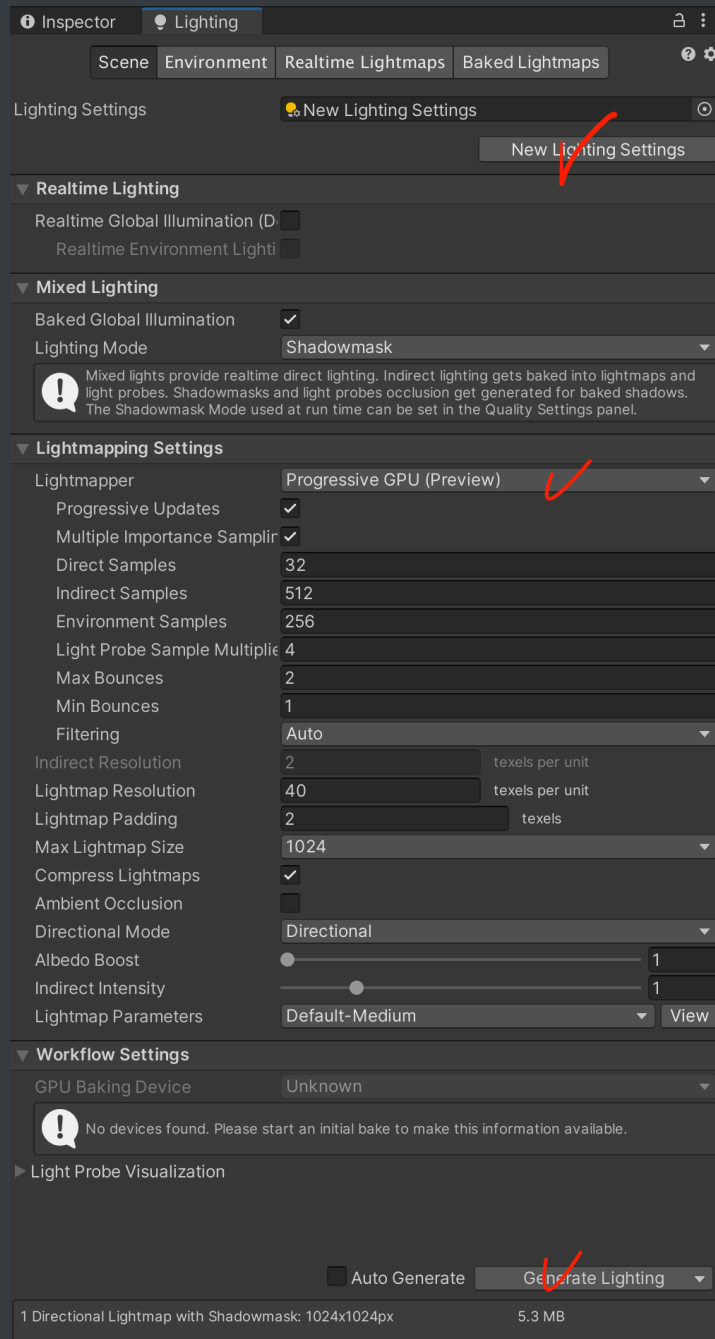 Inspector Lighting
Scene Environment Realtime Lightmaps Baked Lightmaps
Lighting Settings New Lighting Settings
New Lighting Settings
Realtime Lighting
Realtime Global Illumination (D
Realtime Environment Lighti
Mixed Lighting
Baked Global Illumination
Lighting Mode Shadowmask
Mixed lights provide realtime direct lighting. Indirect lighting gets baked into lightmaps and
light probes. Shadowmasks and light probes occlusion get generated for baked shadows.
The Shadowmask Mode used at run time can be set in the Quality Settings panel.
Lightmapping Settings
Lightmapper Progressive GPU (Preview)
Progressive Updates
Multiple Importance Samplin
Direct Samples 32
Indirect Samples 512
Environment Samples 256
Light Probe Sample Multiplie 4
Max Bounces 2
Min Bounces 1
Filtering Auto
Indirect Resolution 2 texels per unit
Lightmap Resolution 40 texels per unit
Lightmap Padding 2 texels
Max Lightmap Size 1024
Compress Lightmaps
Ambient Occlusion
Directional Mode Directional
Albedo Boost 1
Indirect Intensity 1
Lightmap Parameters Default-Medium View
Workflow Settings
GPU Baking Device Unknown
No devices found. Please start an initial bake to make this information available.
Light Probe Visualization
Auto Generate Generate Lighting
1 Directional Lightmap with Shadowmask: 1024x1024px 5.3 MB